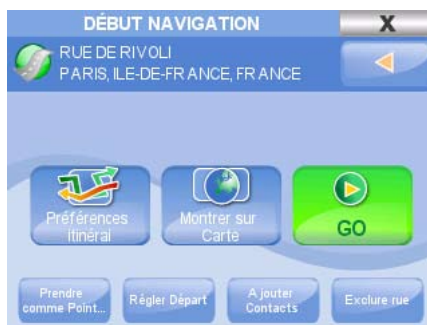 DÉBUT NAVIGATION
X
RUE DE RIVOLI
PARIS, ILE-DE-FRANCE, FRANCE
Préférences
itinérai
Montrer sur
Carte
GO
Prendre
comme Point...
Régler Départ
Ajouter
Contacts
Exclure rue